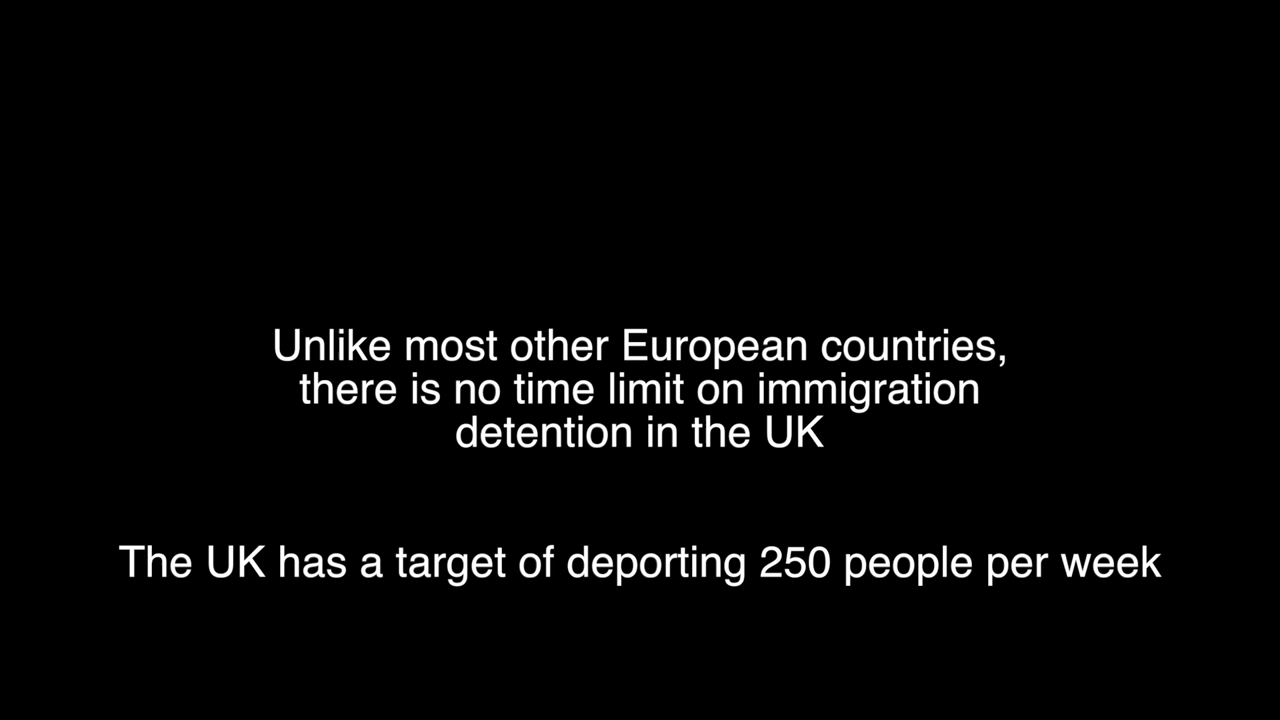 Unlike most other European countries,
there is no time limit on immigration
detention in the UK
The UK has a target of deporting 250 people per week